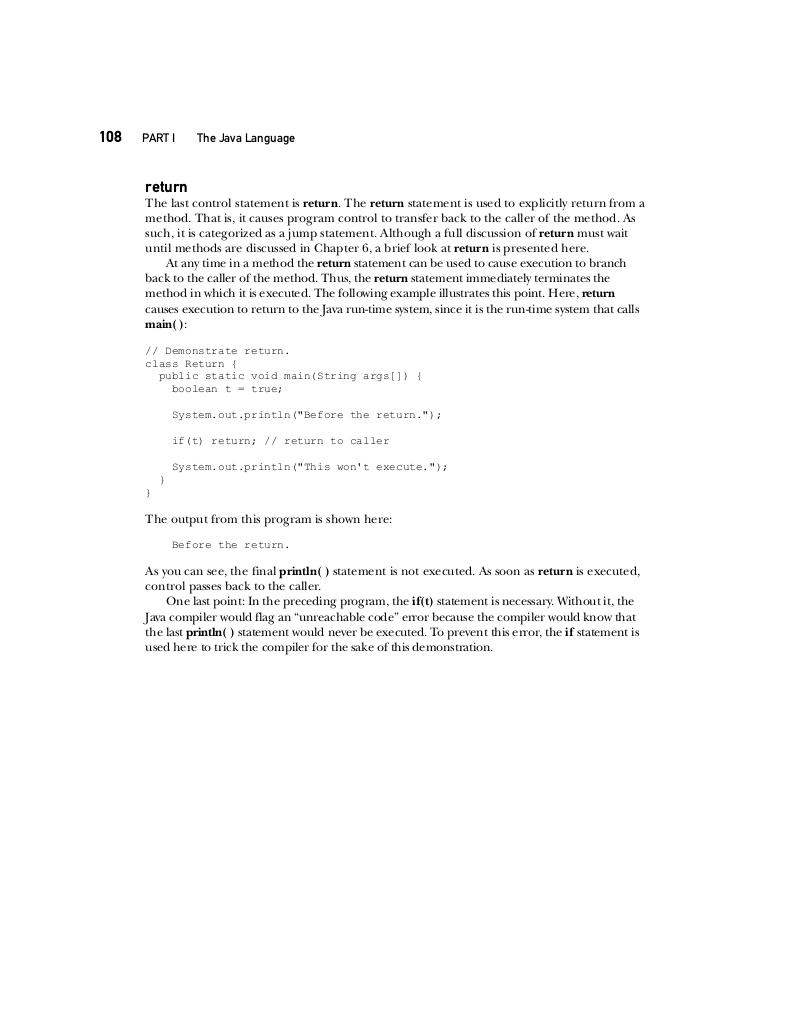 108 PART I The Java Language
return
The last control statement is return. The return statement is used to explicitly return from a
method. That is, it causes program control to transfer back to the caller of the method. As
such, it is categorized as a jump statement. Although a full discussion of return must wait
until methods are discussed in Chapter 6, a brief look at return is presented here.
At any time in a method the return statement can be used to cause execution to branch
back to the caller of the method. Thus, the return statement immediately terminates the
method in which it is executed. The following example illustrates this point. Here, return
causes execution to return to the Java run-time system, since it is the run-time system that calls
main( ):
// Demonstrate return.
class Return {
  public static void main(String args[]) {
    boolean t = true;
    System.out.println("Before the return.");
    if(t) return; // return to caller
    System.out.println("This won't execute.");
  }
}
The output from this program is shown here:
Before the return.
As you can see, the final println( ) statement is not executed. As soon as return is executed,
control passes back to the caller.
One last point: In the preceding program, the if(t) statement is necessary. Without it, the
Java compiler would flag an “unreachable code” error because the compiler would know that
the last println( ) statement would never be executed. To prevent this error, the if statement is
used here to trick the compiler for the sake of this demonstration.